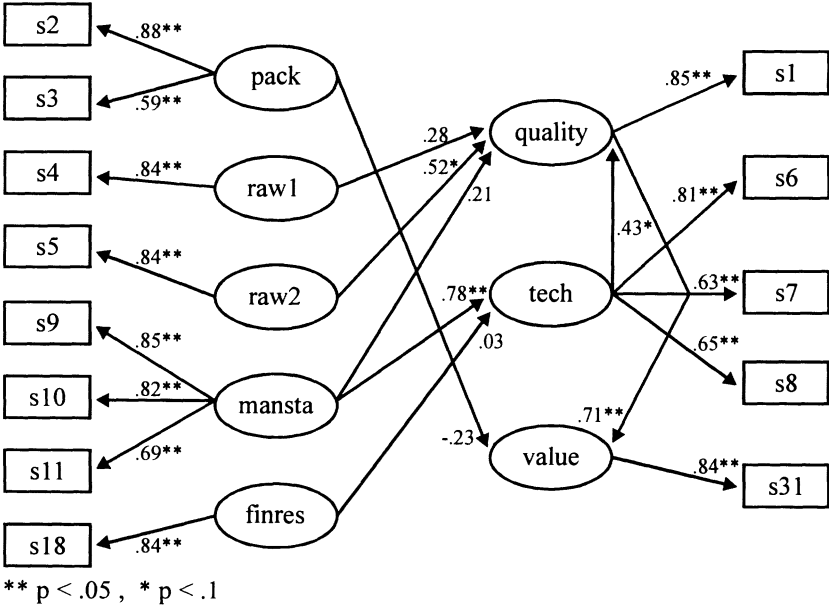 s2
.88**
pack
s3
.59**
s4
.84**
raw1
s5
.84**
raw2
s9
.85**
s10
.82**
mansta
s11
.69**
s18
.84**
finres
.28
.52*
.21
quality
.85**
s1
.81**
s6
.43*
.78**
tech
.63**
s7
.03
.65**
s8
-.23
.71**
value
.84**
s31
** p < .05 , * p < .1